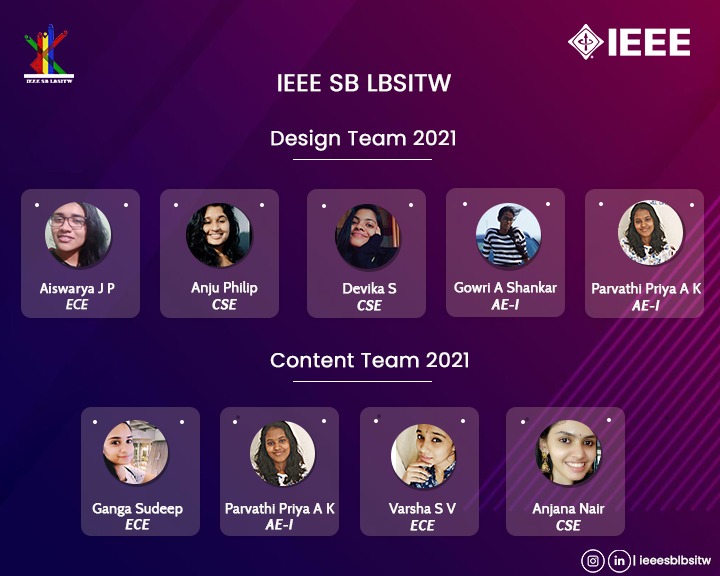 IEEE SB LBSITW
IEEE
IEEE SB LBSITW
Design Team 2021
Aiswarya J P
ECE
Anju Philip
CSE
Devika S
CSE
Gowri A Shankar
AE-I
Parvathi Priya A K
AE-I
Content Team 2021
Ganga Sudeep
ECE
Parvathi Priya A K
AE-I
Varsha S V
ECE
Anjana Nair
CSE
in | ieeesblbsitw